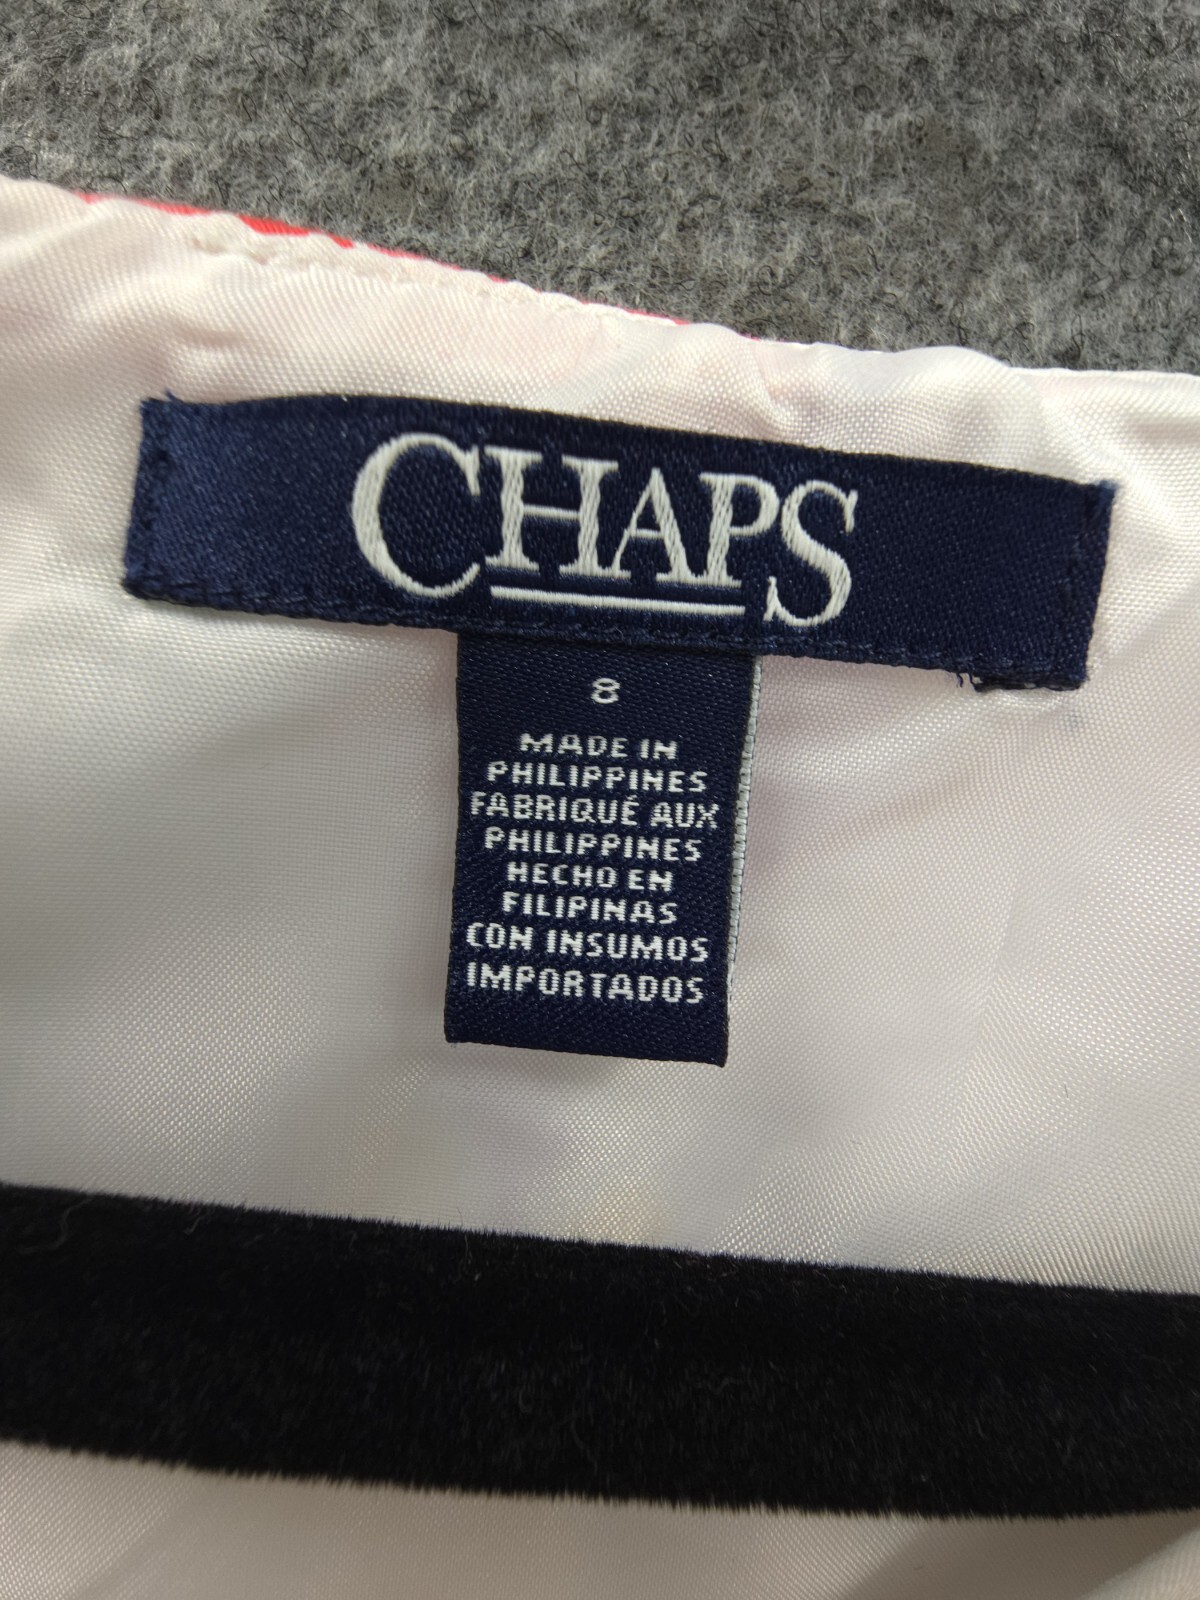 CHAPS
8
MADE IN
PHILIPPINES
FABRIQUÉ AUX
PHILIPPINES
HECHO EN
FILIPINAS
CON INSUMOS
IMPORTADOS